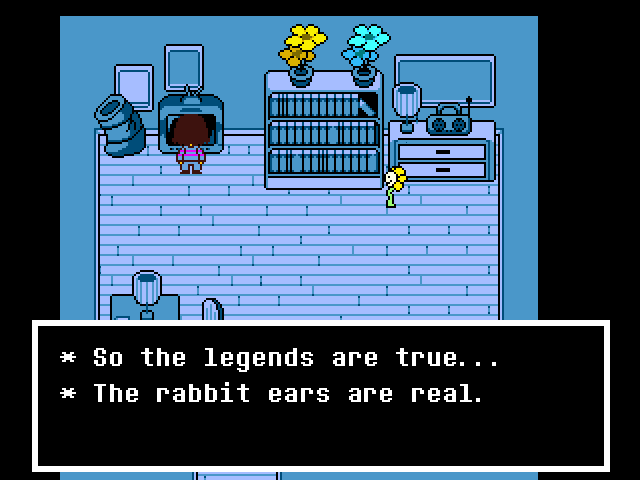 * So the legends are true...
* The rabbit ears are real.